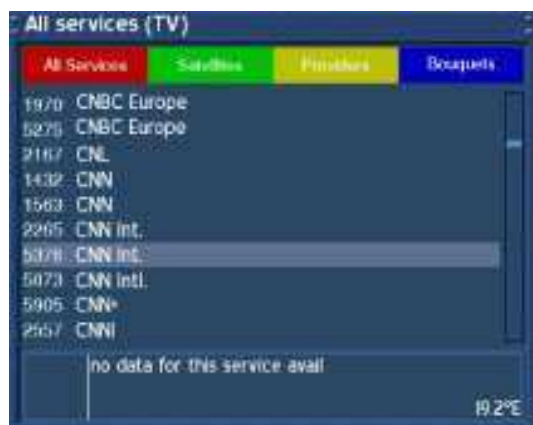 All services (TV)
All Services Satellites Providers Bouquets
1970 CNBC Europe
5275 CNBC Europe
2167 CNL
1432 CNN
1563 CNN
2265 CNN Int.
5378 CNN Int.
5073 CNN Intl.
5905 CNN+
2557 CNNI
no data for this service avail
19.2°E